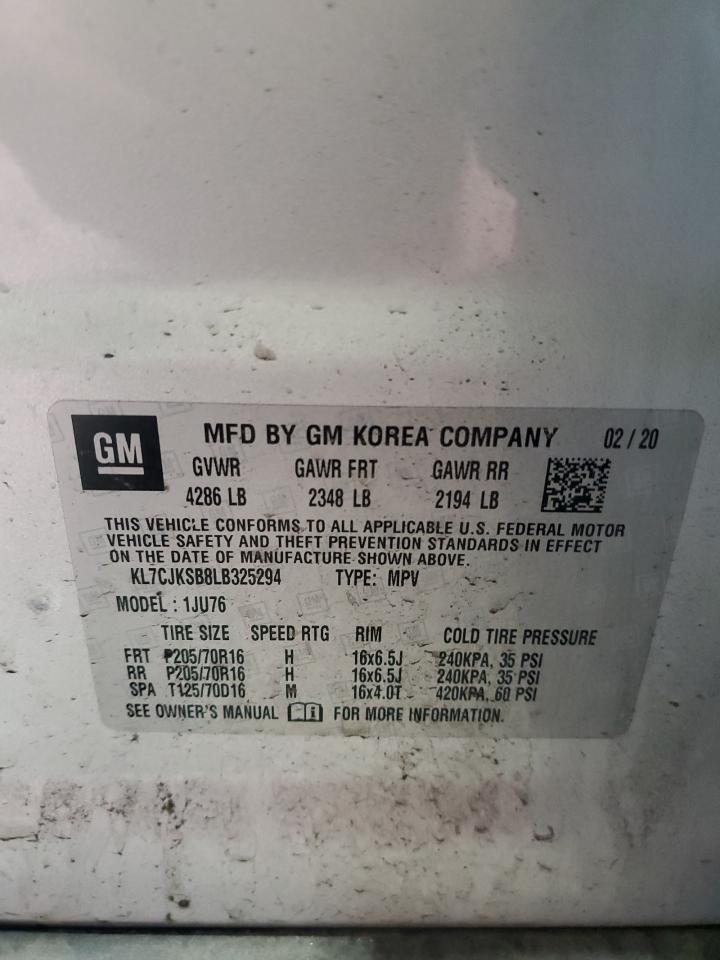 GM MFD BY GM KOREA COMPANY 02 / 20
GVWR GAWR FRT GAWR RR
4286 LB 2348 LB 2194 LB
THIS VEHICLE CONFORMS TO ALL APPLICABLE U.S. FEDERAL MOTOR
VEHICLE SAFETY AND THEFT PREVENTION STANDARDS IN EFFECT
ON THE DATE OF MANUFACTURE SHOWN ABOVE.
KL7CJKSB8LB325294 TYPE: MPV
MODEL : 1JU76
TIRE SIZE SPEED RTG RIM COLD TIRE PRESSURE
FRT P205/70R16 H 16x6.5J 240KPA, 35 PSI
RR P205/70R16 H 16x6.5J 240KPA, 35 PSI
SPA T125/70D16 M 16x4.0T 420KPA, 60 PSI
SEE OWNER'S MANUAL FOR MORE INFORMATION.